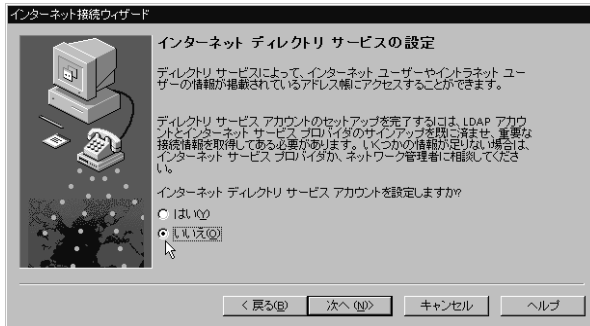 インターネット接続ウィザード
インターネット ディレクトリ サービスの設定
ディレクトリ サービスによって、インターネット ユーザーやイントラネット ユー
ザーの情報が掲載されているアドレス帳にアクセスすることができます。
ディレクトリ サービス アカウントのセットアップを完了するには、LDAP アカウ
ントとインターネット サービス プロバイダのサインアップを既に済ませ、重要な
接続情報を取得してある必要があります。いくつかの情報が足りない場合は、
インターネット サービス プロバイダか、ネットワーク管理者に相談してくださ
い。
インターネット ディレクトリ サービス アカウントを設定しますか?
はい(Y)
いいえ(O)
< 戻る(B)
次へ (N)>
キャンセル
ヘルプ